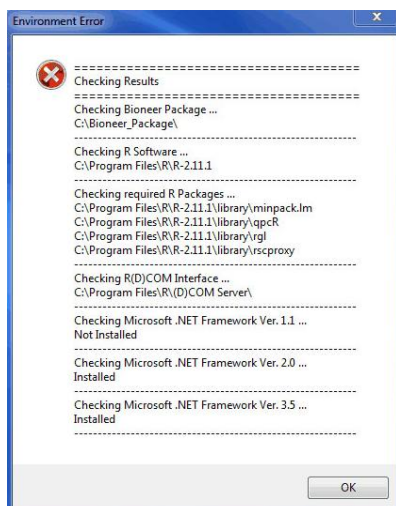 Environment Error
X
========================================
Checking Results
========================================
Checking Bioneer Package ...
C:\Bioneer_Package\
------------------------------------------------------------
Checking R Software ...
C:\Program Files\R\R-2.11.1
------------------------------------------------------------
Checking required R Packages ...
C:\Program Files\R\R-2.11.1\library\minpack.lm
C:\Program Files\R\R-2.11.1\library\qpcR
C:\Program Files\R\R-2.11.1\library\rgl
C:\Program Files\R\R-2.11.1\library\rscproxy
------------------------------------------------------------
Checking R(D)COM Interface ...
C:\Program Files\R\(D)COM Server\
------------------------------------------------------------
Checking Microsoft .NET Framework Ver. 1.1 ...
Not Installed
------------------------------------------------------------
Checking Microsoft .NET Framework Ver. 2.0 ...
Installed
------------------------------------------------------------
Checking Microsoft .NET Framework Ver. 3.5 ...
Installed
------------------------------------------------------------
OK